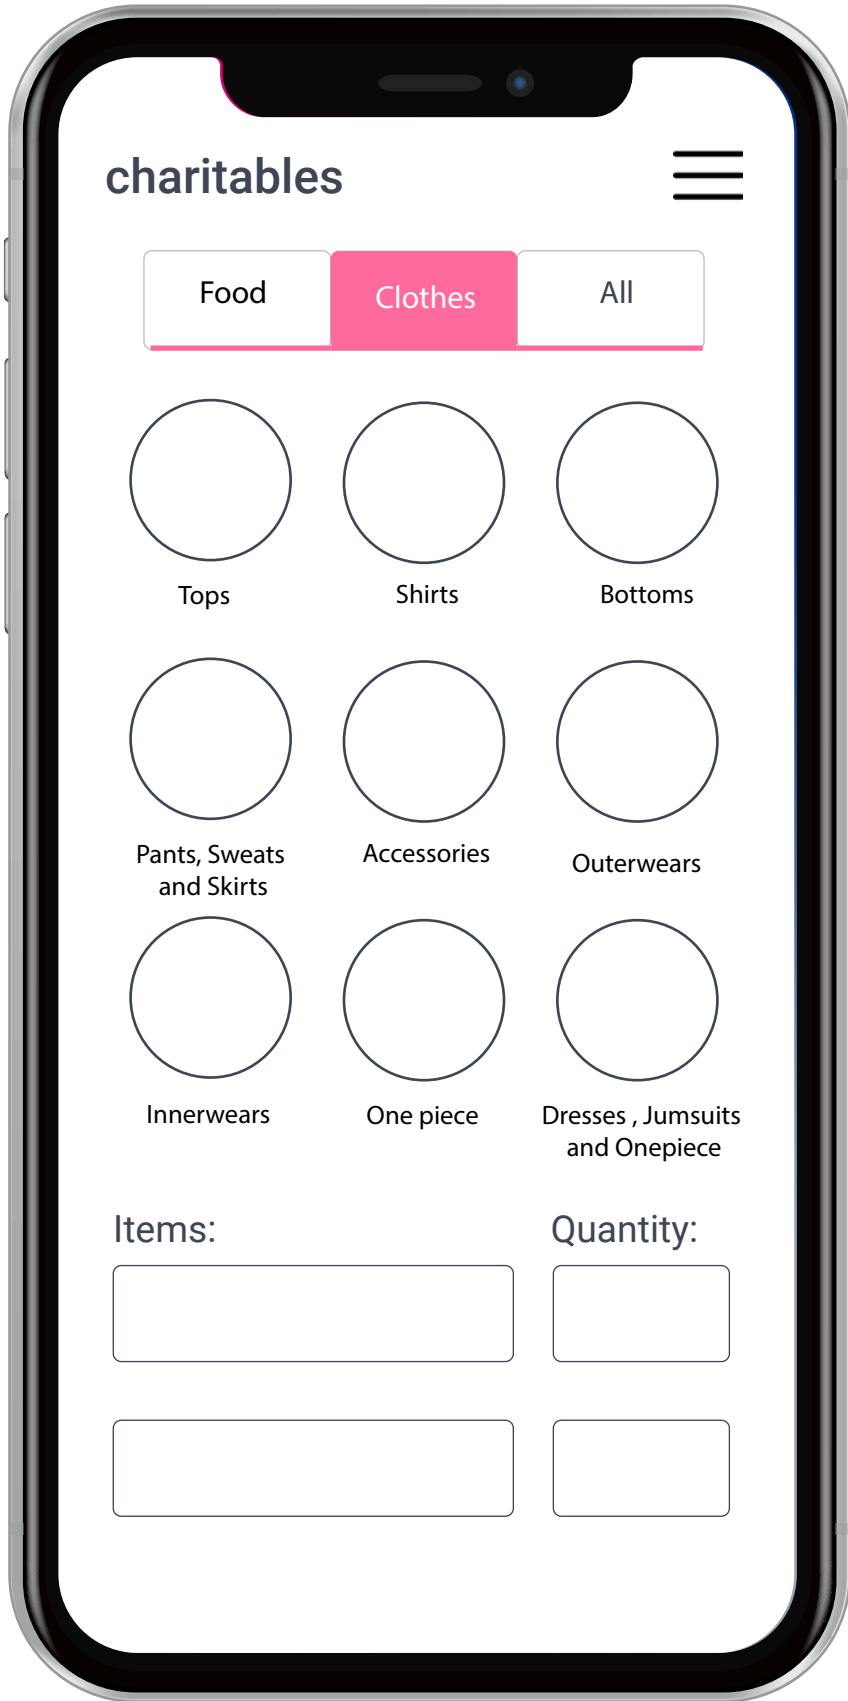 charitables
Food
Clothes
All
Tops
Shirts
Bottoms
Pants, Sweats
and Skirts
Accessories
Outerwears
Innerwears
One piece
Dresses , Jumsuits
and Onepiece
Items:
Quantity: